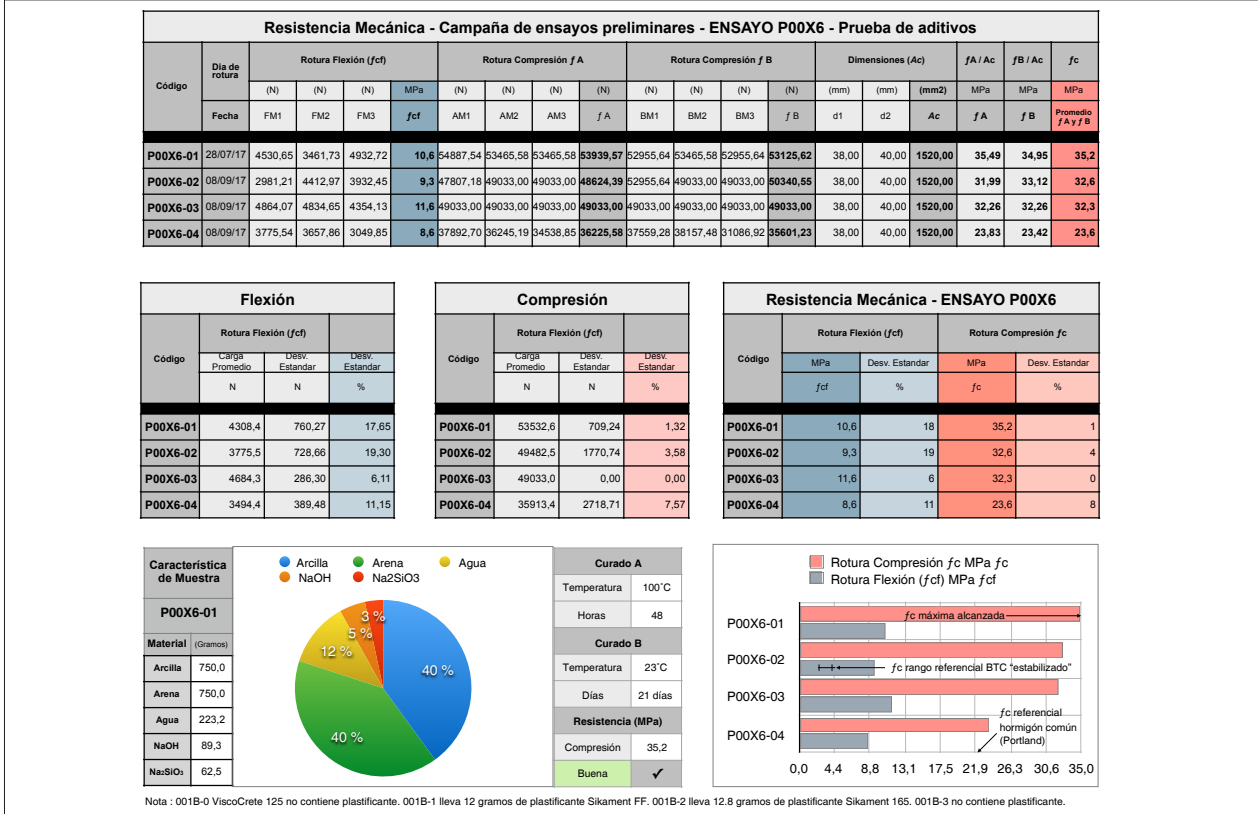 Resistencia Mecánica - Campaña de ensayos preliminares - ENSAYO P00X6 - Prueba de aditivos
Código Dia de rotura Rotura Flexión (ƒcf) Rotura Compresión ƒ A Rotura Compresión ƒ B Dimensiones (Ac) ƒA / Ac ƒB / Ac ƒc
(N) (N) (N) MPa (N) (N) (N) (N) (N) (N) (N) (N) (mm) (mm) (mm2) MPa MPa MPa
Fecha FM1 FM2 FM3 ƒcf AM1 AM2 AM3 ƒ A BM1 BM2 BM3 ƒ B d1 d2 Ac ƒ A ƒ B Promedio ƒ A y ƒ B
P00X6-01 28/07/17 4530,65 3461,73 4932,72 10,6 54887,54 53465,58 53465,58 53939,57 52955,64 53465,58 52955,64 53125,62 38,00 40,00 1520,00 35,49 34,95 35,2
P00X6-02 08/09/17 2981,21 4412,97 3932,45 9,3 47807,18 49033,00 49033,00 48624,39 52955,64 49033,00 49033,00 50340,55 38,00 40,00 1520,00 31,99 33,12 32,6
P00X6-03 08/09/17 4864,07 4834,65 4354,13 11,6 49033,00 49033,00 49033,00 49033,00 49033,00 49033,00 49033,00 49033,00 38,00 40,00 1520,00 32,26 32,26 32,3
P00X6-04 08/09/17 3775,54 3657,86 3049,85 8,6 37892,70 36245,19 34538,85 36225,58 37559,28 38157,48 31086,92 35601,23 38,00 40,00 1520,00 23,83 23,42 23,6
Flexión
Código Rotura Flexión (ƒcf)
Carga Promedio Desv. Estandar Desv. Estandar
N N %
P00X6-01 4308,4 760,27 17,65
P00X6-02 3775,5 728,66 19,30
P00X6-03 4684,3 286,30 6,11
P00X6-04 3494,4 389,48 11,15
Compresión
Código Rotura Flexión (ƒcf)
Carga Promedio Desv. Estandar Desv. Estandar
N N %
P00X6-01 53532,6 709,24 1,32
P00X6-02 49482,5 1770,74 3,58
P00X6-03 49033,0 0,00 0,00
P00X6-04 35913,4 2718,71 7,57
Resistencia Mecánica - ENSAYO P00X6
Código Rotura Flexión (ƒcf) Rotura Compresión ƒc
MPa Desv. Estandar MPa Desv. Estandar
ƒcf % ƒc %
P00X6-01 10,6 18 35,2 1
P00X6-02 9,3 19 32,6 4
P00X6-03 11,6 6 32,3 0
P00X6-04 8,6 11 23,6 8
Característica de Muestra
P00X6-01
Material (Gramos)
Arcilla 750,0
Arena 750,0
Agua 223,2
NaOH 89,3
Na2SiO3 62,5
Arcilla Arena Agua
NaOH Na2SiO3
3 %
5 %
12 %
40 %
40 %
Curado A
Temperatura 100˚C
Horas 48
Curado B
Temperatura 23˚C
Días 21 días
Resistencia (MPa)
Compresión 35,2
Buena ✓
Rotura Compresión ƒc MPa ƒc
Rotura Flexión (ƒcf) MPa ƒcf
P00X6-01
ƒc máxima alcanzada
P00X6-02
ƒc rango referencial BTC "estabilizado"
P00X6-03
ƒc referencial
hormigón común
(Portland)
P00X6-04
0,0 4,4 8,8 13,1 17,5 21,9 26,3 30,6 35,0
Nota : 001B-0 ViscoCrete 125 no contiene plastificante. 001B-1 lleva 12 gramos de plastificante Sikament FF. 001B-2 lleva 12.8 gramos de plastificante Sikament 165. 001B-3 no contiene plastificante.